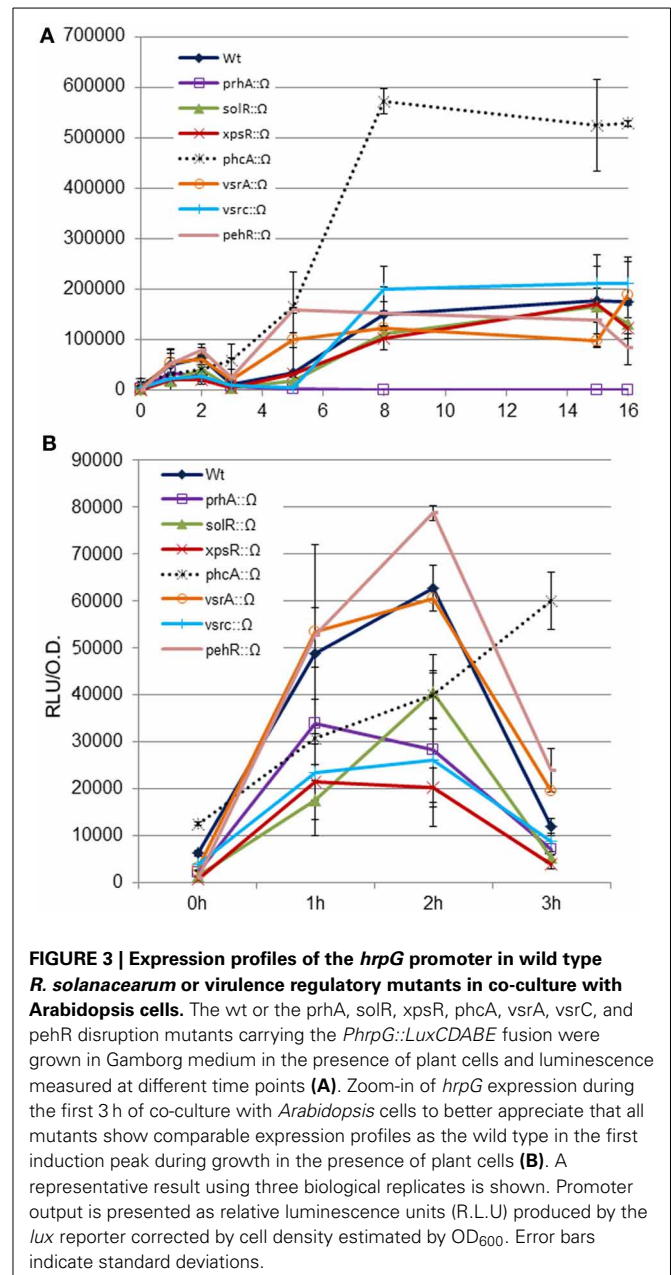 A
700000
600000
500000
400000
300000
200000
100000
0
Wt
prhA::Ω
solR::Ω
xpsR::Ω
phcA::Ω
vsrA::Ω
vsrc::Ω
pehR::Ω
0 2 4 6 8 10 12 14 16
B
RLU/O.D.
90000
80000
70000
60000
50000
40000
30000
20000
10000
0
Wt
prhA::Ω
solR::Ω
xpsR::Ω
phcA::Ω
vsrA::Ω
vsrc::Ω
pehR::Ω
0h 1h 2h 3h
FIGURE 3 | Expression profiles of the hrpG promoter in wild type
R. solanacearum or virulence regulatory mutants in co-culture with
Arabidopsis cells. The wt or the prhA, solR, xpsR, phcA, vsrA, vsrC, and
pehR disruption mutants carrying the PhrpG::LuxCDABE fusion were
grown in Gamborg medium in the presence of plant cells and luminescence
measured at different time points (A). Zoom-in of hrpG expression during
the first 3 h of co-culture with Arabidopsis cells to better appreciate that all
mutants show comparable expression profiles as the wild type in the first
induction peak during growth in the presence of plant cells (B). A
representative result using three biological replicates is shown. Promoter
output is presented as relative luminescence units (R.L.U) produced by the
lux reporter corrected by cell density estimated by OD600. Error bars
indicate standard deviations.